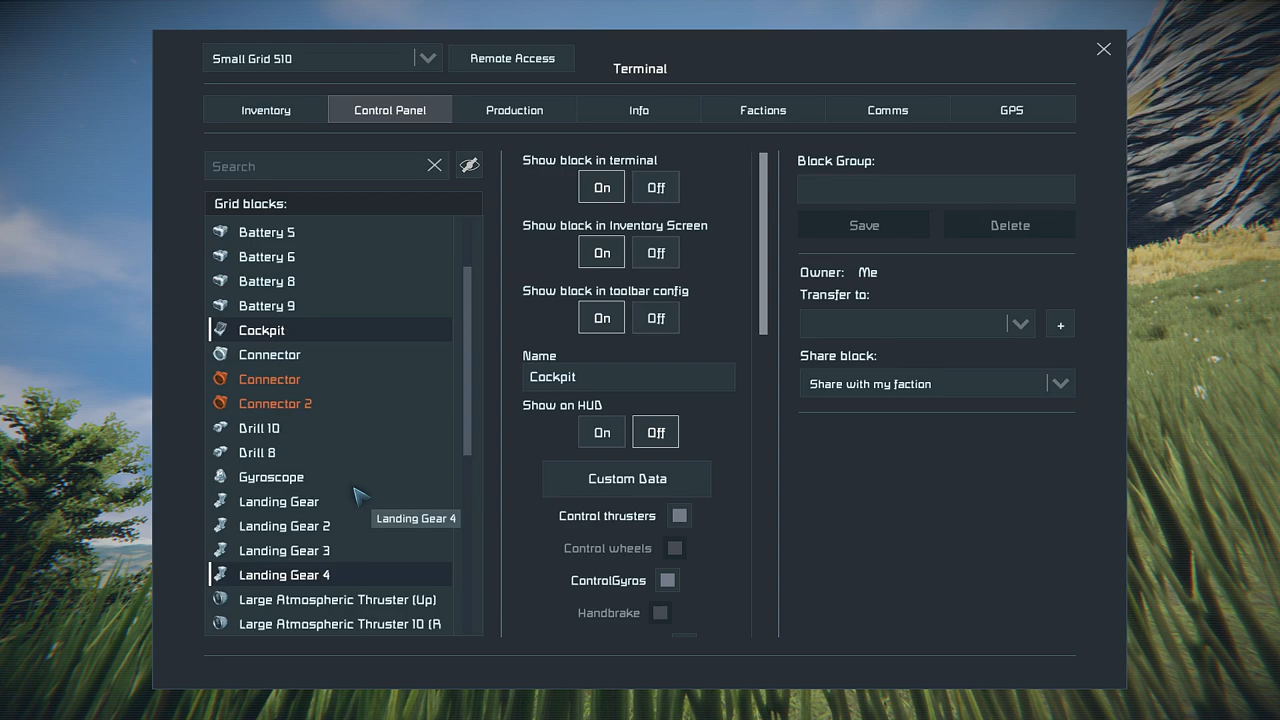 Small Grid 510
Remote Access
Terminal
Inventory
Control Panel
Production
Info
Factions
Comms
GPS
Search
Grid blocks:
Battery 5
Battery 6
Battery 8
Battery 9
Cockpit
Connector
Connector
Connector 2
Drill 10
Drill 8
Gyroscope
Landing Gear
Landing Gear 2
Landing Gear 3
Landing Gear 4
Large Atmospheric Thruster (Up)
Large Atmospheric Thruster 10 (R
Landing Gear 4
Show block in terminal
On Off
Show block in Inventory Screen
On Off
Show block in toolbar config
On Off
Name
Cockpit
Show on HUD
On Off
Custom Data
Control thrusters
Control wheels
ControlGyros
Handbrake
Block Group:
Save Delete
Owner: Me
Transfer to:
+
Share block:
Share with my faction